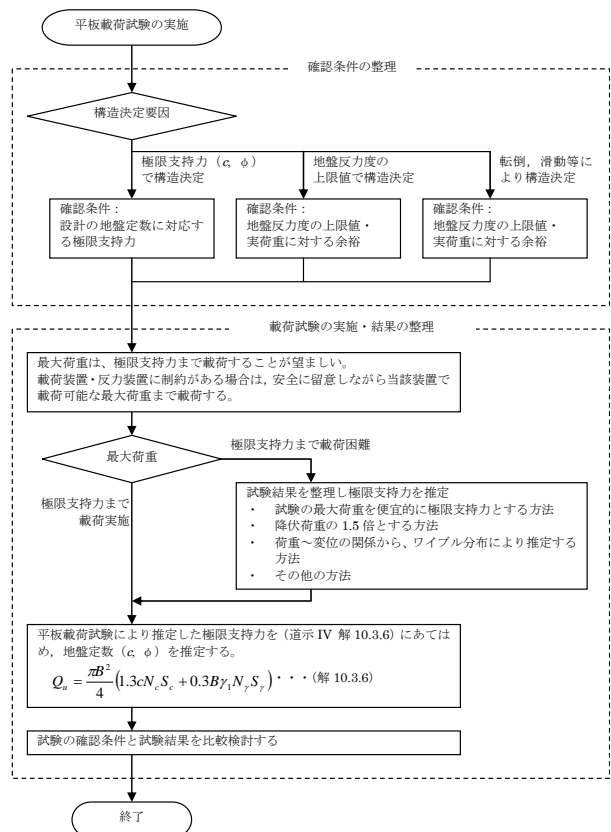 平板載荷試験の実施
確認条件の整理
構造決定要因
極限支持力（c, φ）
で構造決定
地盤反力度の
上限値で構造決定
転倒，滑動等に
より構造決定
確認条件：
設計の地盤定数に対応す
る極限支持力
確認条件：
地盤反力度の上限値・
実荷重に対する余裕
確認条件：
地盤反力度の上限値・
実荷重に対する余裕
載荷試験の実施・結果の整理
最大荷重は、極限支持力まで載荷することが望ましい。
載荷装置・反力装置に制約がある場合は，安全に留意しながら当該装置で
載荷可能な最大荷重まで載荷する。
最大荷重
極限支持力まで載荷困難
極限支持力まで
載荷実施
試験結果を整理し極限支持力を推定
・ 試験の最大荷重を便宜的に極限支持力とする方法
・ 降伏荷重の 1.5 倍とする方法
・ 荷重～変位の関係から、ワイブル分布により推定する
方法
・ その他の方法
平板載荷試験により推定した極限支持力を（道示 IV 解 10.3.6）にあては
め，地盤定数（c, φ）を推定する。
Q_u = πB²/4 (1.3cN_cS_c + 0.3Bγ₁N_γS_γ)・・・（解 10.3.6）
試験の確認条件と試験結果を比較検討する
終了